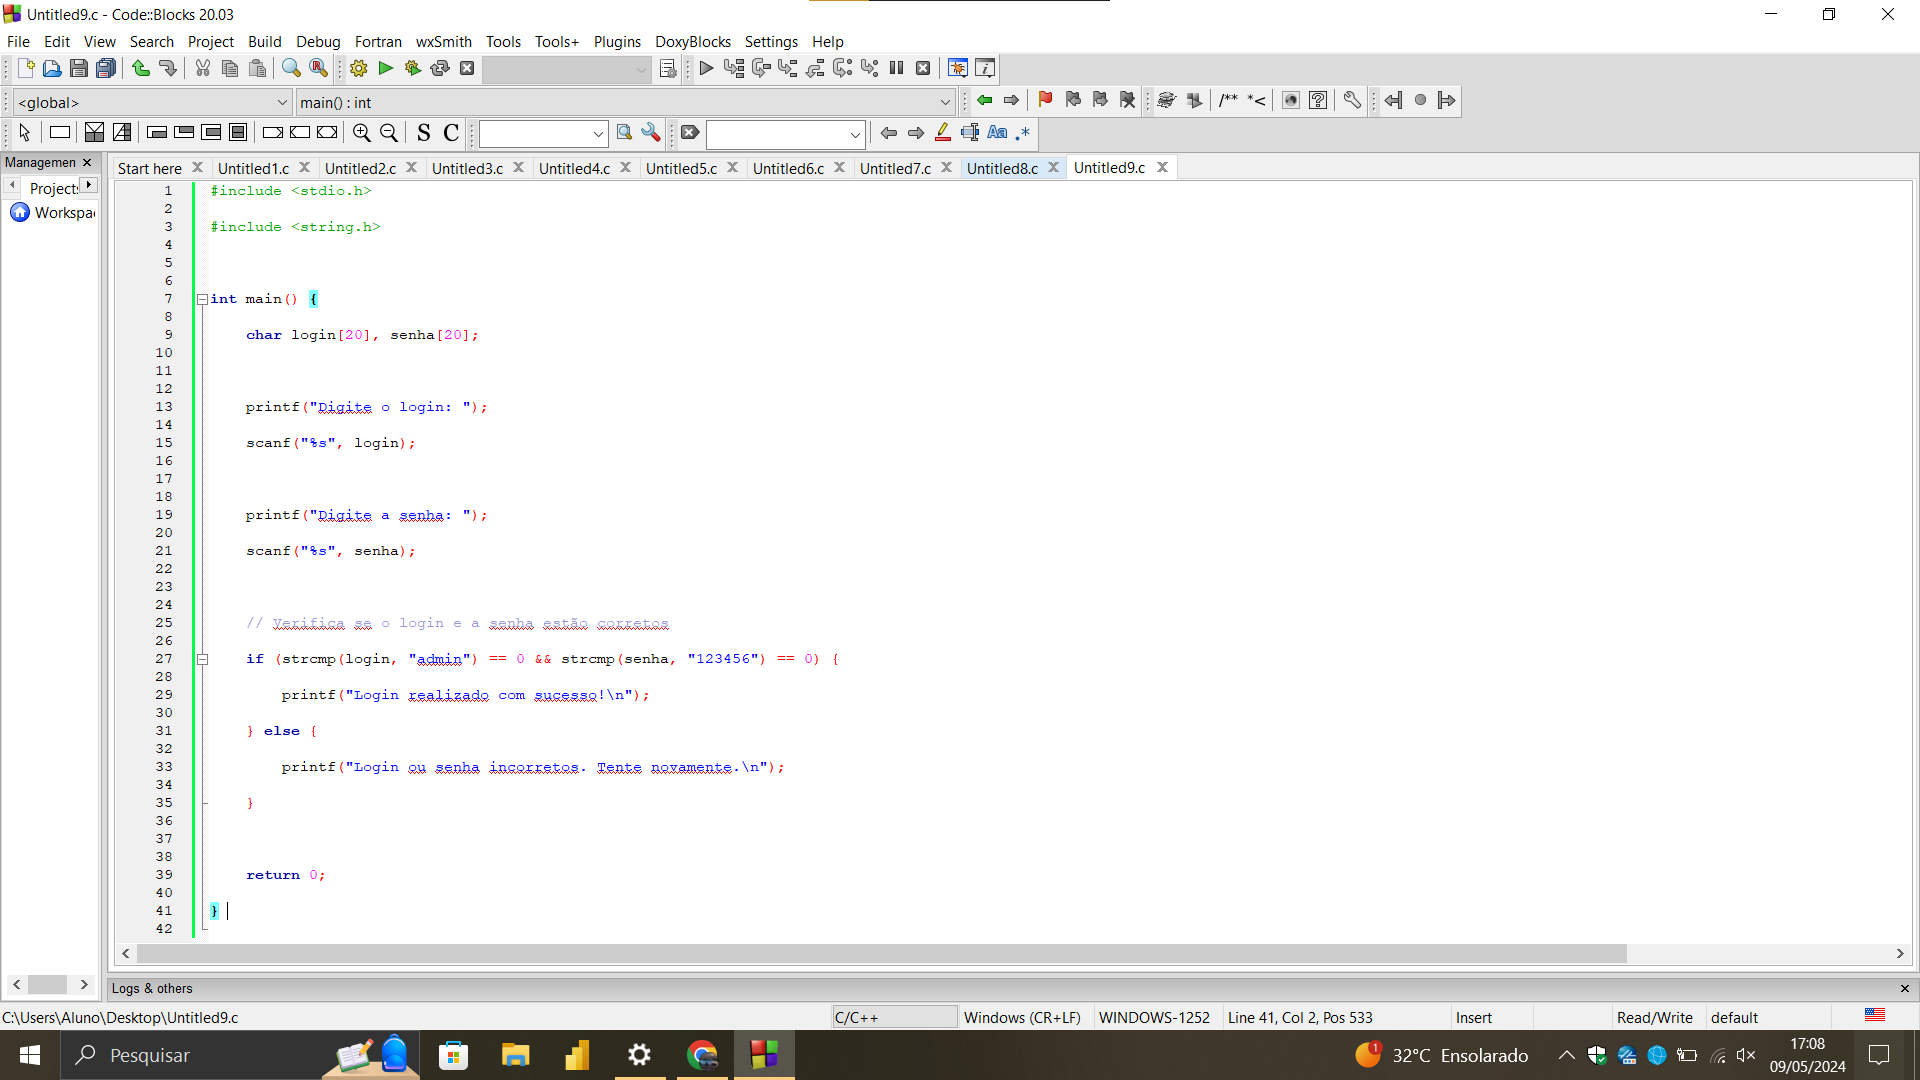 Untitled9.c - Code::Blocks 20.03
File Edit View Search Project Build Debug Fortran wxSmith Tools Tools+ Plugins DoxyBlocks Settings Help
<global> main() : int
/** *<
S C Aa .*
Managemen
Start here Untitled1.c Untitled2.c Untitled3.c Untitled4.c Untitled5.c Untitled6.c Untitled7.c Untitled8.c Untitled9.c
Projects
Workspa
1 #include <stdio.h>
2
3 #include <string.h>
4
5
6
7 int main() {
8
9 char login[20], senha[20];
10
11
12
13 printf("Digite o login: ");
14
15 scanf("%s", login);
16
17
18
19 printf("Digite a senha: ");
20
21 scanf("%s", senha);
22
23
24
25 // Verifica se o login e a senha estão corretos
26
27 if (strcmp(login, "admin") == 0 && strcmp(senha, "123456") == 0) {
28
29 printf("Login realizado com sucesso!\n");
30
31 } else {
32
33 printf("Login ou senha incorretos. Tente novamente.\n");
34
35 }
36
37
38
39 return 0;
40
41 }
42
Logs & others
C:\Users\Aluno\Desktop\Untitled9.c C/C++ Windows (CR+LF) WINDOWS-1252 Line 41, Col 2, Pos 533 Insert Read/Write default
Pesquisar 1 32°C Ensolarado 17:08
09/05/2024